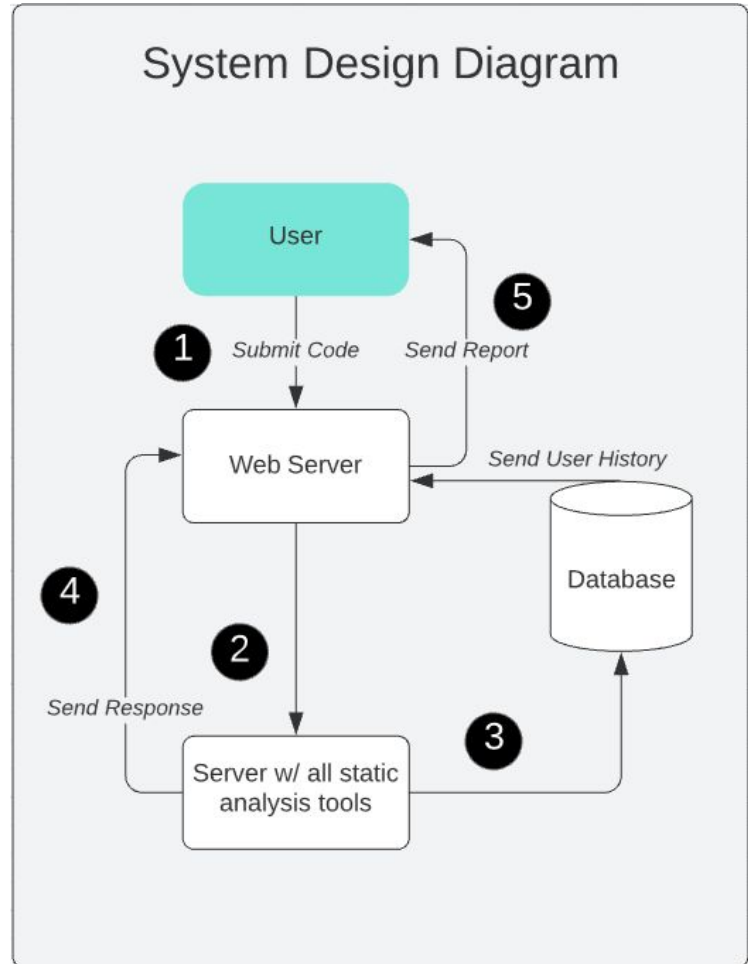 System Design Diagram
User
5
1
Submit Code
Send Report
Web Server
Send User History
Database
4
2
Send Response
3
Server w/ all static
analysis tools